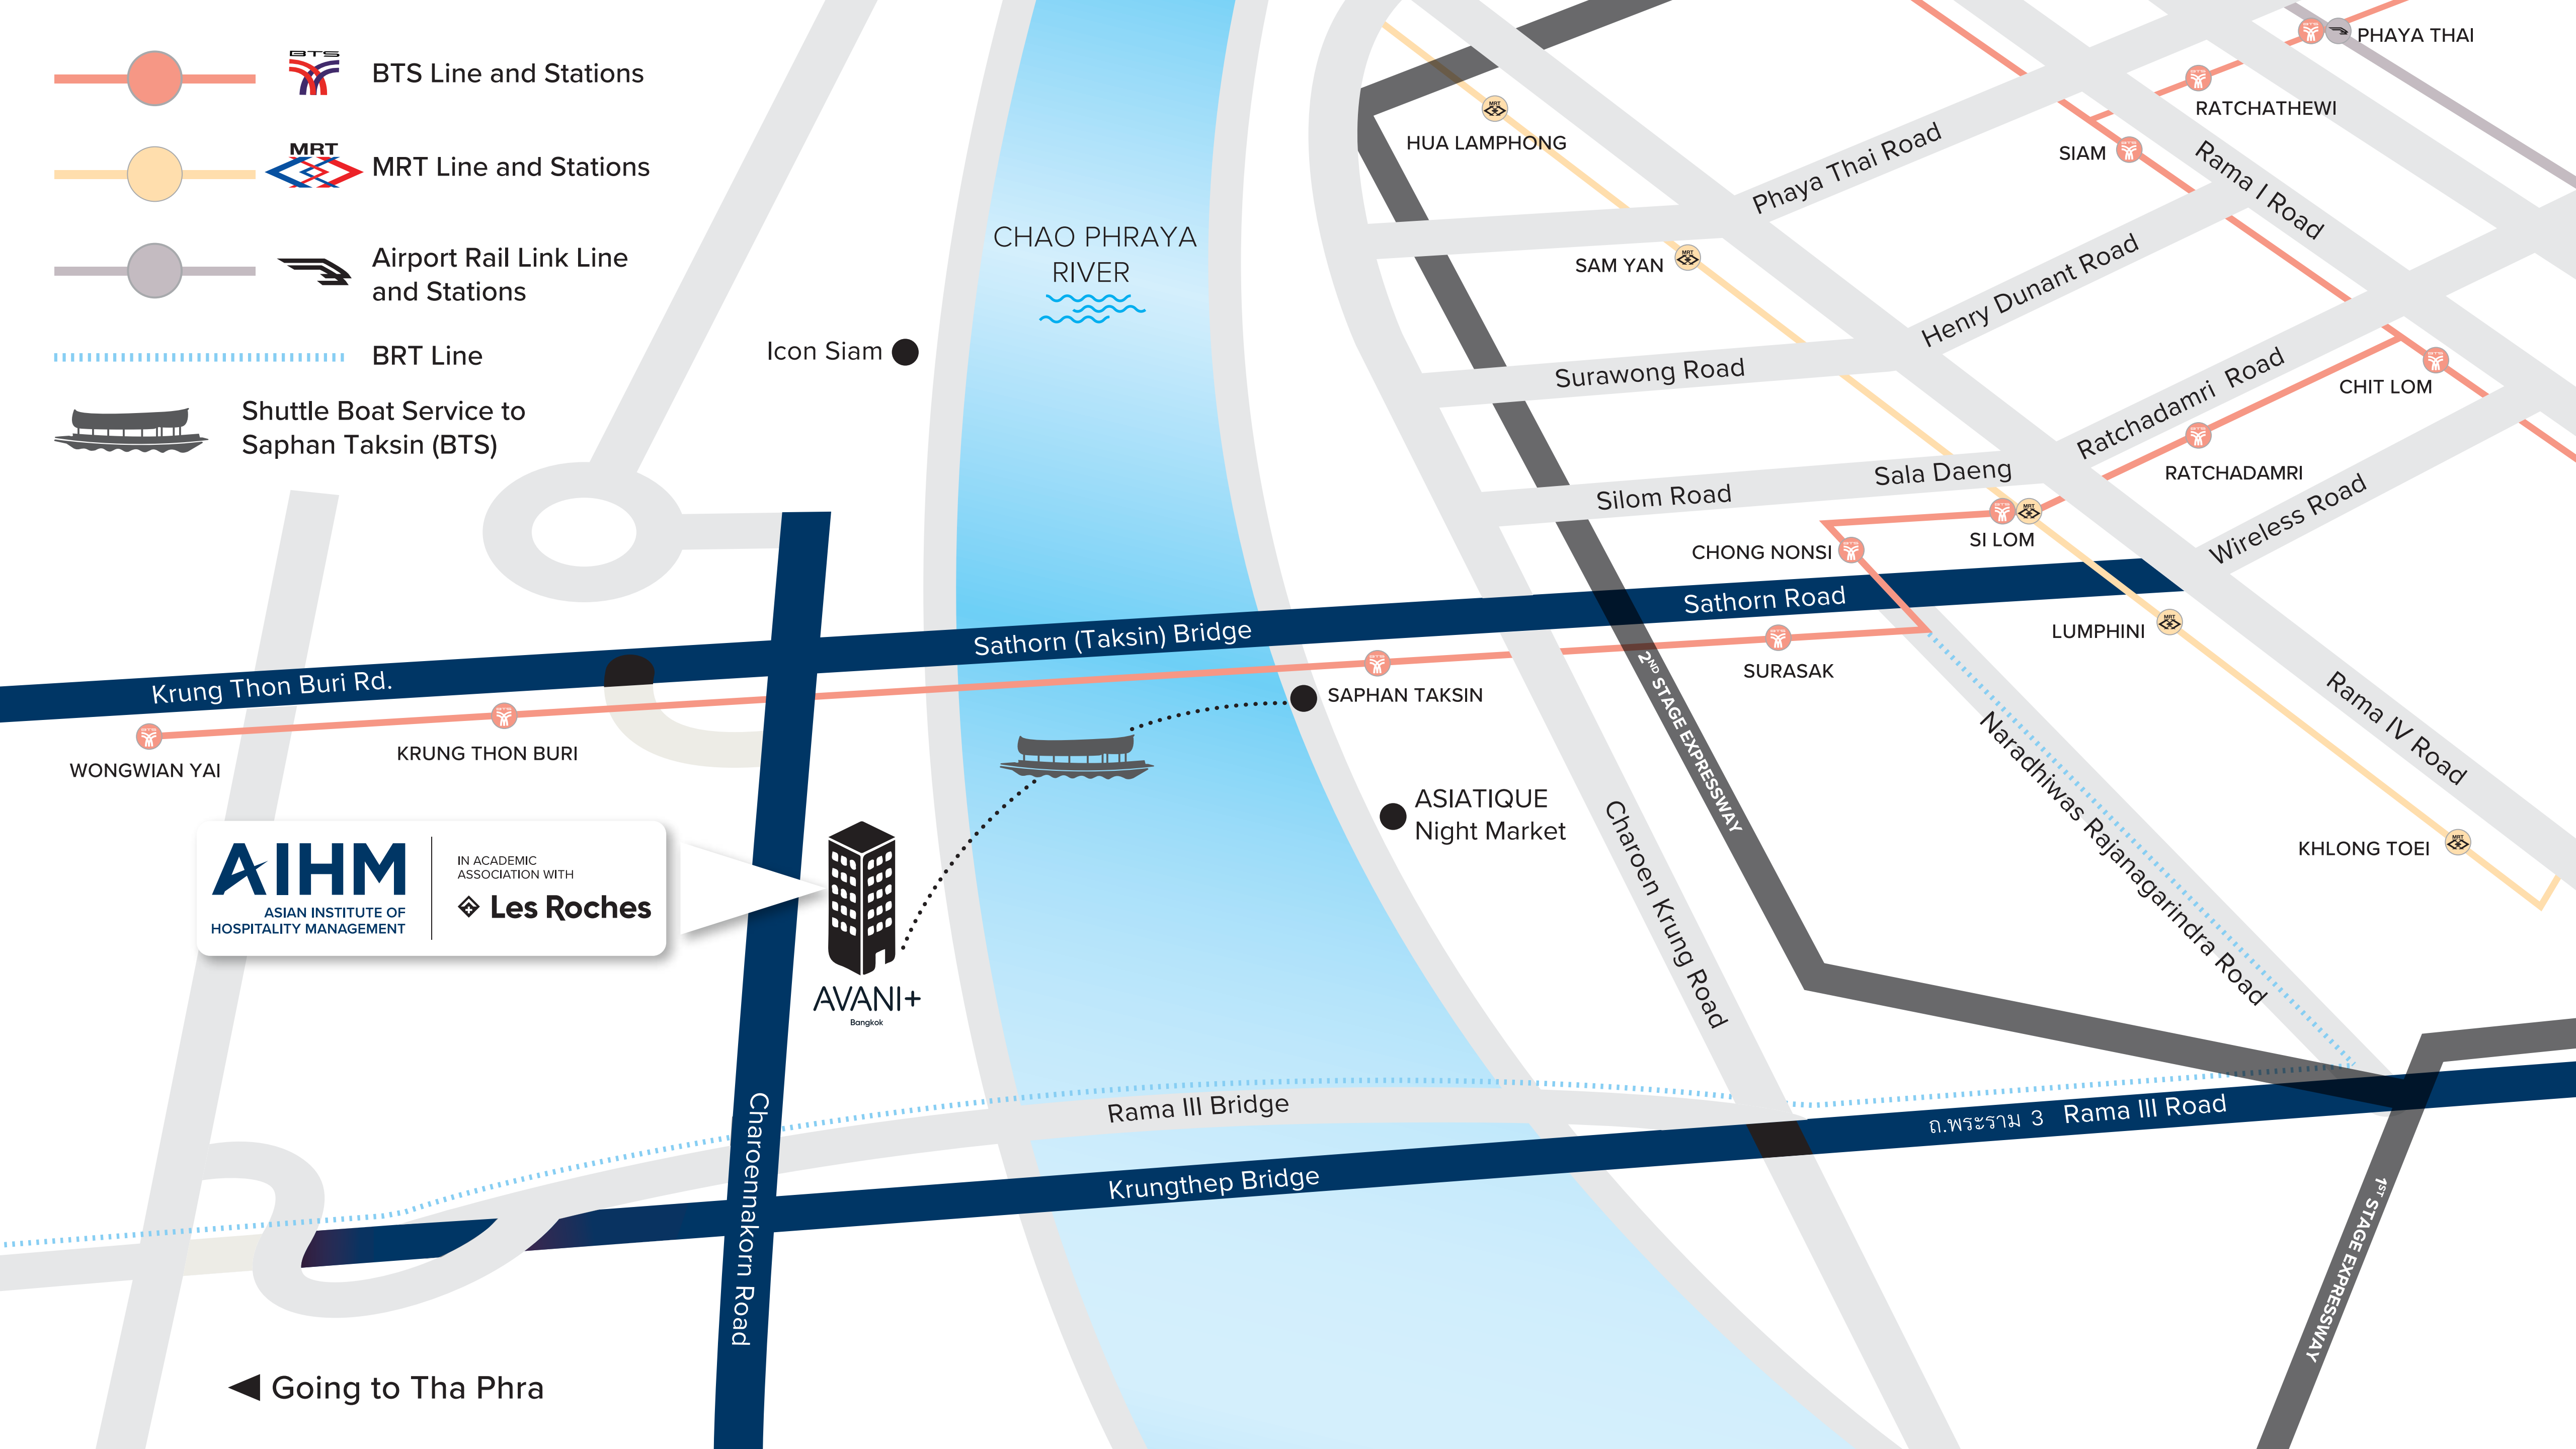 BTS
BTS Line and Stations
MRT
MRT Line and Stations
Airport Rail Link Line
and Stations
BRT Line
Shuttle Boat Service to
Saphan Taksin (BTS)
CHAO PHRAYA
RIVER
Icon Siam
PHAYA THAI
RATCHATHEWI
SIAM
HUA LAMPHONG
Phaya Thai Road
Rama I Road
SAM YAN
Henry Dunant Road
Surawong Road
CHIT LOM
Ratchadamri Road
RATCHADAMRI
Sala Daeng
Silom Road
Wireless Road
SI LOM
CHONG NONSI
Sathorn Road
Sathorn (Taksin) Bridge
LUMPHINI
SURASAK
SAPHAN TAKSIN
Krung Thon Buri Rd.
WONGWIAN YAI
KRUNG THON BURI
2ND STAGE EXPRESSWAY
Naradhiwas Rajanagarindra Road
Rama IV Road
ASIATIQUE
Night Market
Charoen Krung Road
KHLONG TOEI
AIHM
ASIAN INSTITUTE OF
HOSPITALITY MANAGEMENT
IN ACADEMIC
ASSOCIATION WITH
Les Roches
AVANI+
Bangkok
Charoennakorn Road
Rama III Bridge
ถ.พระราม 3 Rama III Road
Krungthep Bridge
1ST STAGE EXPRESSWAY
Going to Tha Phra